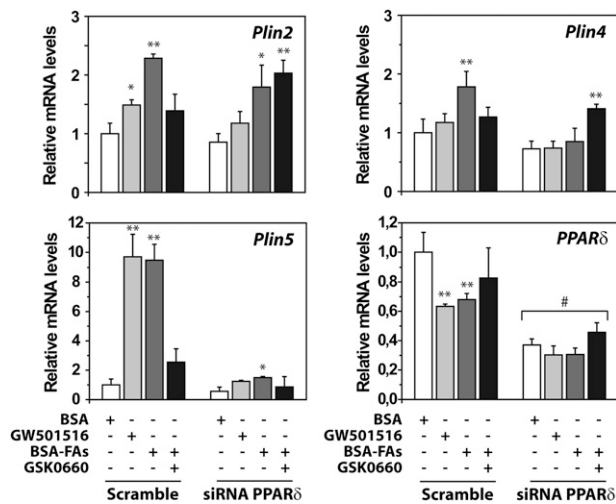 Relative mRNA levels
3
2
1
0
Plin2
*
**
*
**
Relative mRNA levels
3
2
1
0
Plin4
**
**
Relative mRNA levels
12
10
8
6
4
2
0
Plin5
**
**
*
Relative mRNA levels
1,2
1,0
0,8
0,6
0,4
0,2
0,0
PPARδ
**
**
#
BSA + - - - + - - -
GW501516 - + - - - + - -
BSA-FAs - - + + - - + +
GSK0660 - - - + - - - +
Scramble siRNA PPARδ
BSA + - - - + - - -
GW501516 - + - - - + - -
BSA-FAs - - + + - - + +
GSK0660 - - - + - - - +
Scramble siRNA PPARδ